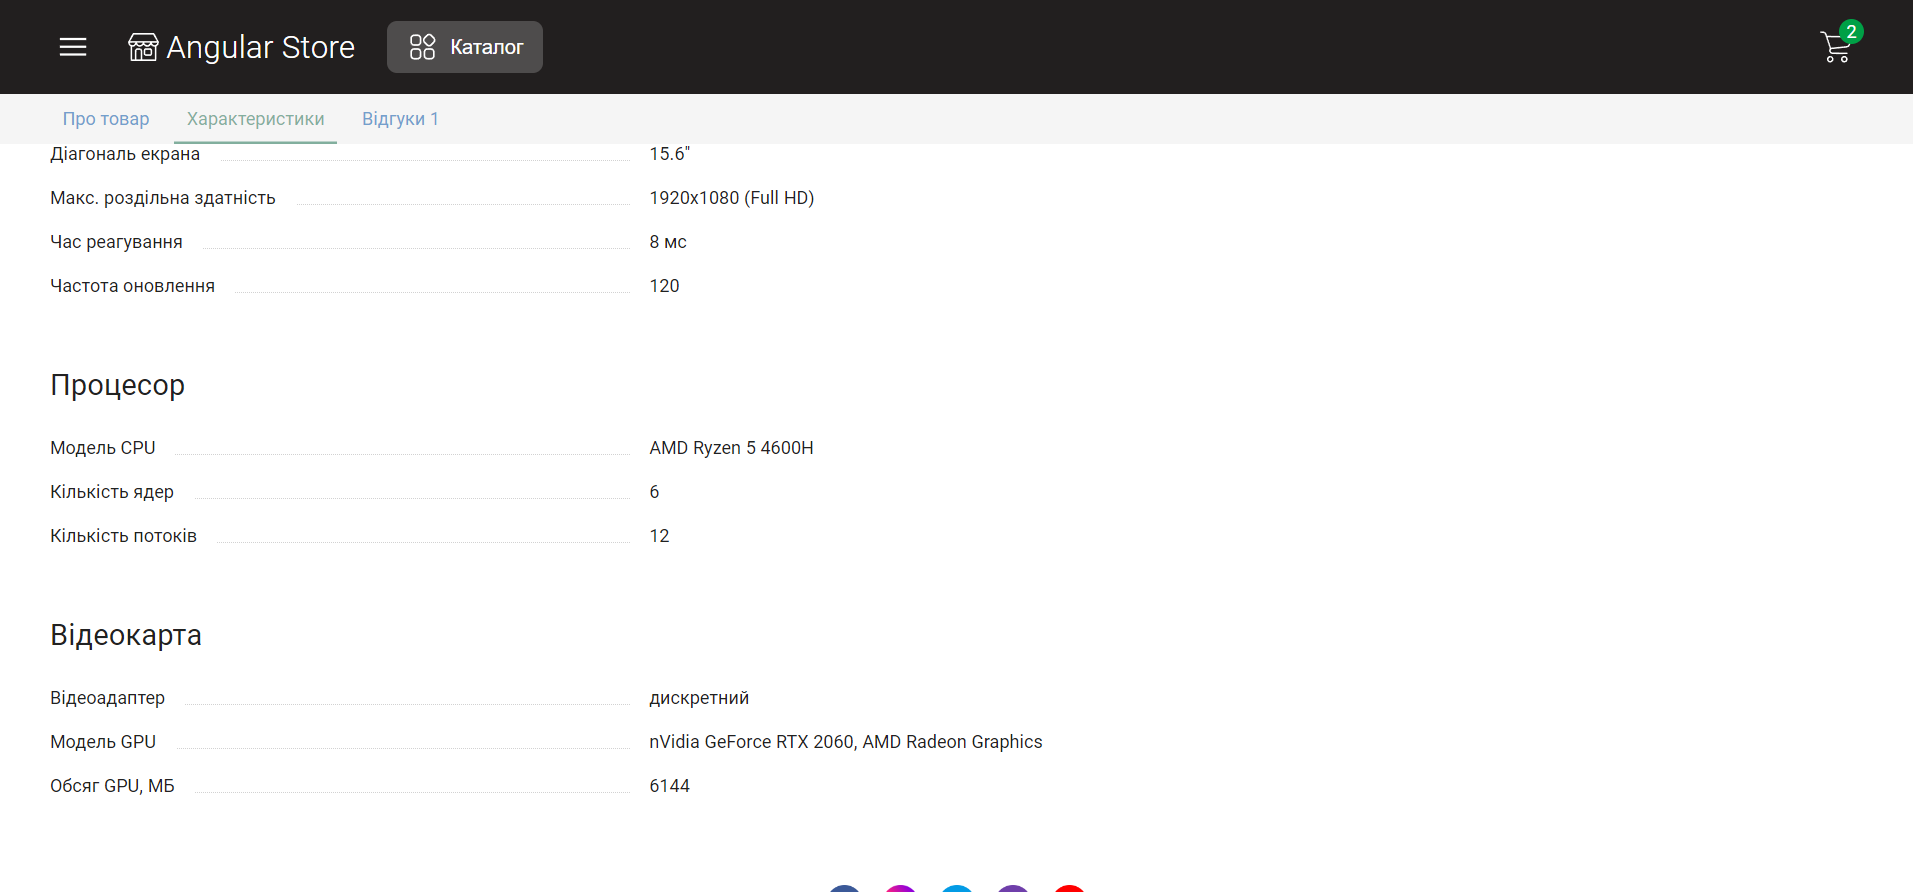 Angular Store
Каталог
2
Про товар Характеристики Відгуки 1
Діагональ екрана 15.6"
Макс. роздільна здатність 1920x1080 (Full HD)
Час реагування 8 мс
Частота оновлення 120
Процесор
Модель CPU AMD Ryzen 5 4600H
Кількість ядер 6
Кількість потоків 12
Відеокарта
Відеоадаптер дискретний
Модель GPU nVidia GeForce RTX 2060, AMD Radeon Graphics
Обсяг GPU, МБ 6144